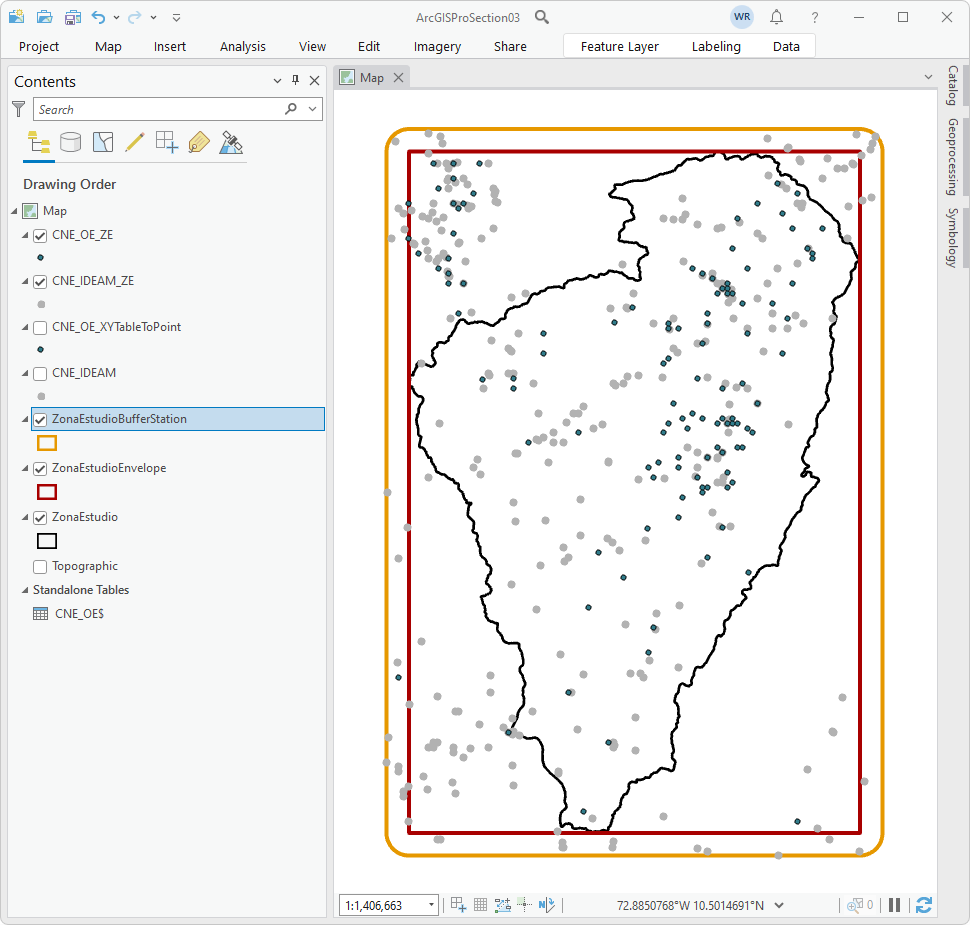 ArcGISProSection03
WR
?
Project Map Insert Analysis View Edit Imagery Share Feature Layer Labeling Data
Contents
Search
Drawing Order
Map
CNE_OE_ZE
CNE_IDEAM_ZE
CNE_OE_XYTableToPoint
CNE_IDEAM
ZonaEstudioBufferStation
ZonaEstudioEnvelope
ZonaEstudio
Topographic
Standalone Tables
CNE_OE$
Map
1:1,406,663
72.8850768°W 10.5014691°N
0
Catalog
Geoprocessing
Symbology